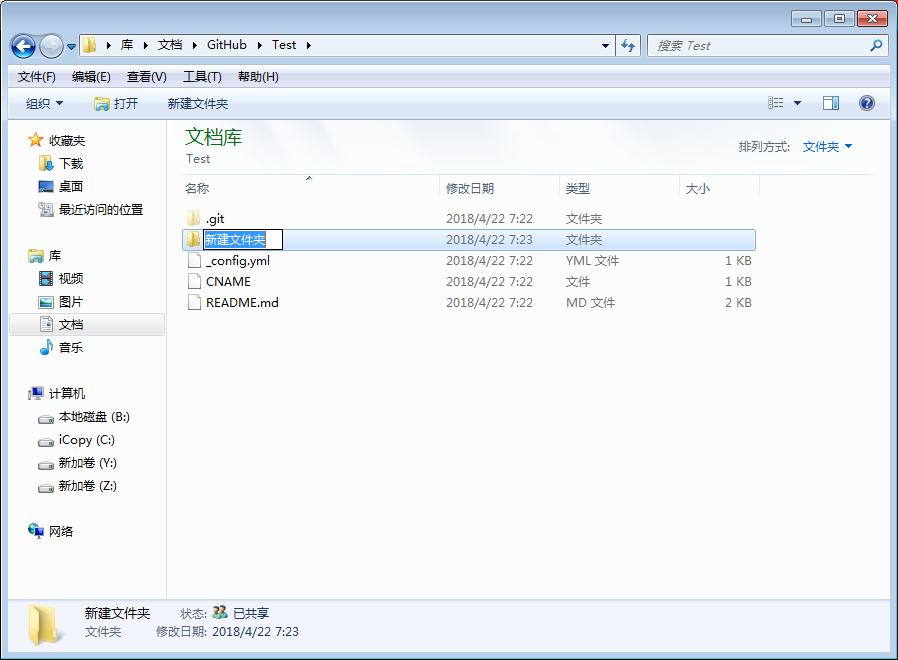 库 文档 GitHub Test 搜索 Test
文件(F) 编辑(E) 查看(V) 工具(T) 帮助(H)
组织 打开 新建文件夹
收藏夹
下载
桌面
最近访问的位置
库
视频
图片
文档
音乐
计算机
本地磁盘 (B:)
iCopy (C:)
新加卷 (Y:)
新加卷 (Z:)
网络
文档库
Test
排列方式: 文件夹
名称 修改日期 类型 大小
.git 2018/4/22 7:22 文件夹
新建文件夹 2018/4/22 7:23 文件夹
_config.yml 2018/4/22 7:22 YML 文件 1 KB
CNAME 2018/4/22 7:22 文件 1 KB
README.md 2018/4/22 7:22 MD 文件 2 KB
新建文件夹 状态: 已共享
文件夹 修改日期: 2018/4/22 7:23